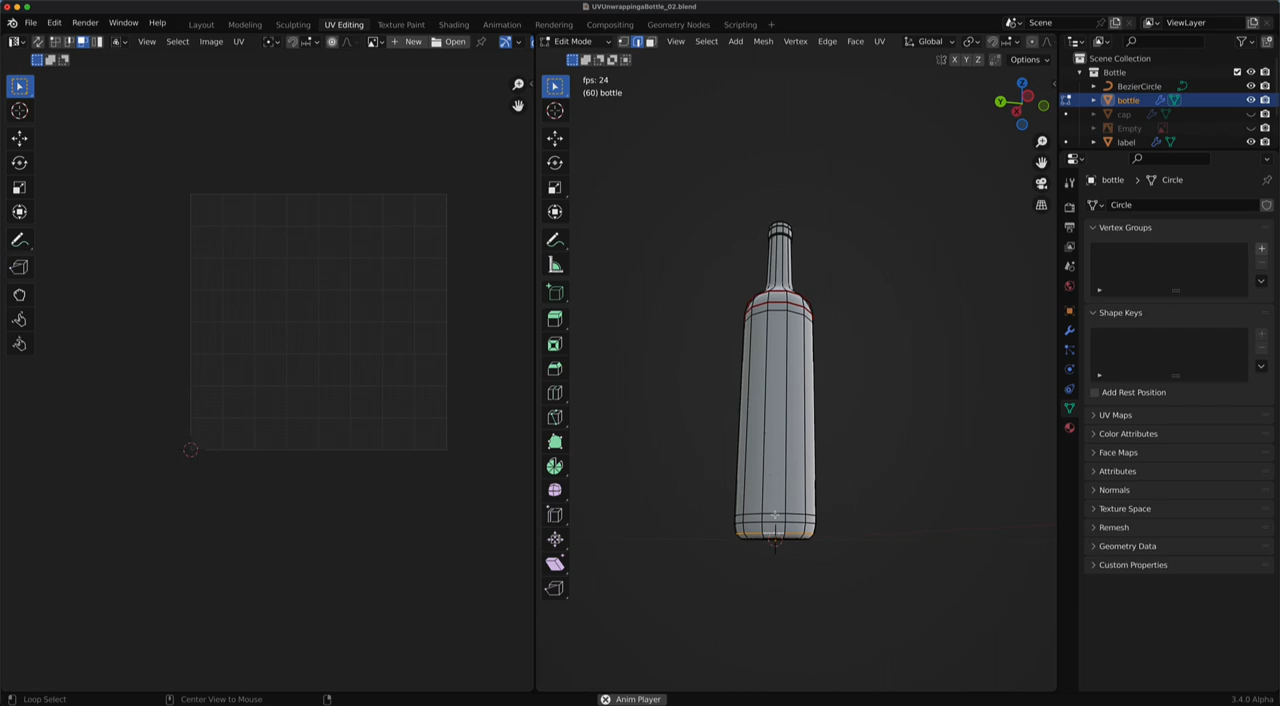 UVUnwrappingaBottle_02.blend
File Edit Render Window Help Layout Modeling Sculpting UV Editing Texture Paint Shading Animation Rendering Compositing Geometry Nodes Scripting + Scene ViewLayer
View Select Image UV New Open Edit Mode View Select Add Mesh Vertex Edge Face UV Global
X Y Z Options
Scene Collection
Bottle
BezierCircle
bottle
cap
Empty
label
fps: 24
(60) bottle
Z
Y
X
bottle > Circle
Circle
Vertex Groups
Shape Keys
Add Rest Position
UV Maps
Color Attributes
Face Maps
Attributes
Normals
Texture Space
Remesh
Geometry Data
Custom Properties
Loop Select Center View to Mouse Anim Player 3.4.0 Alpha